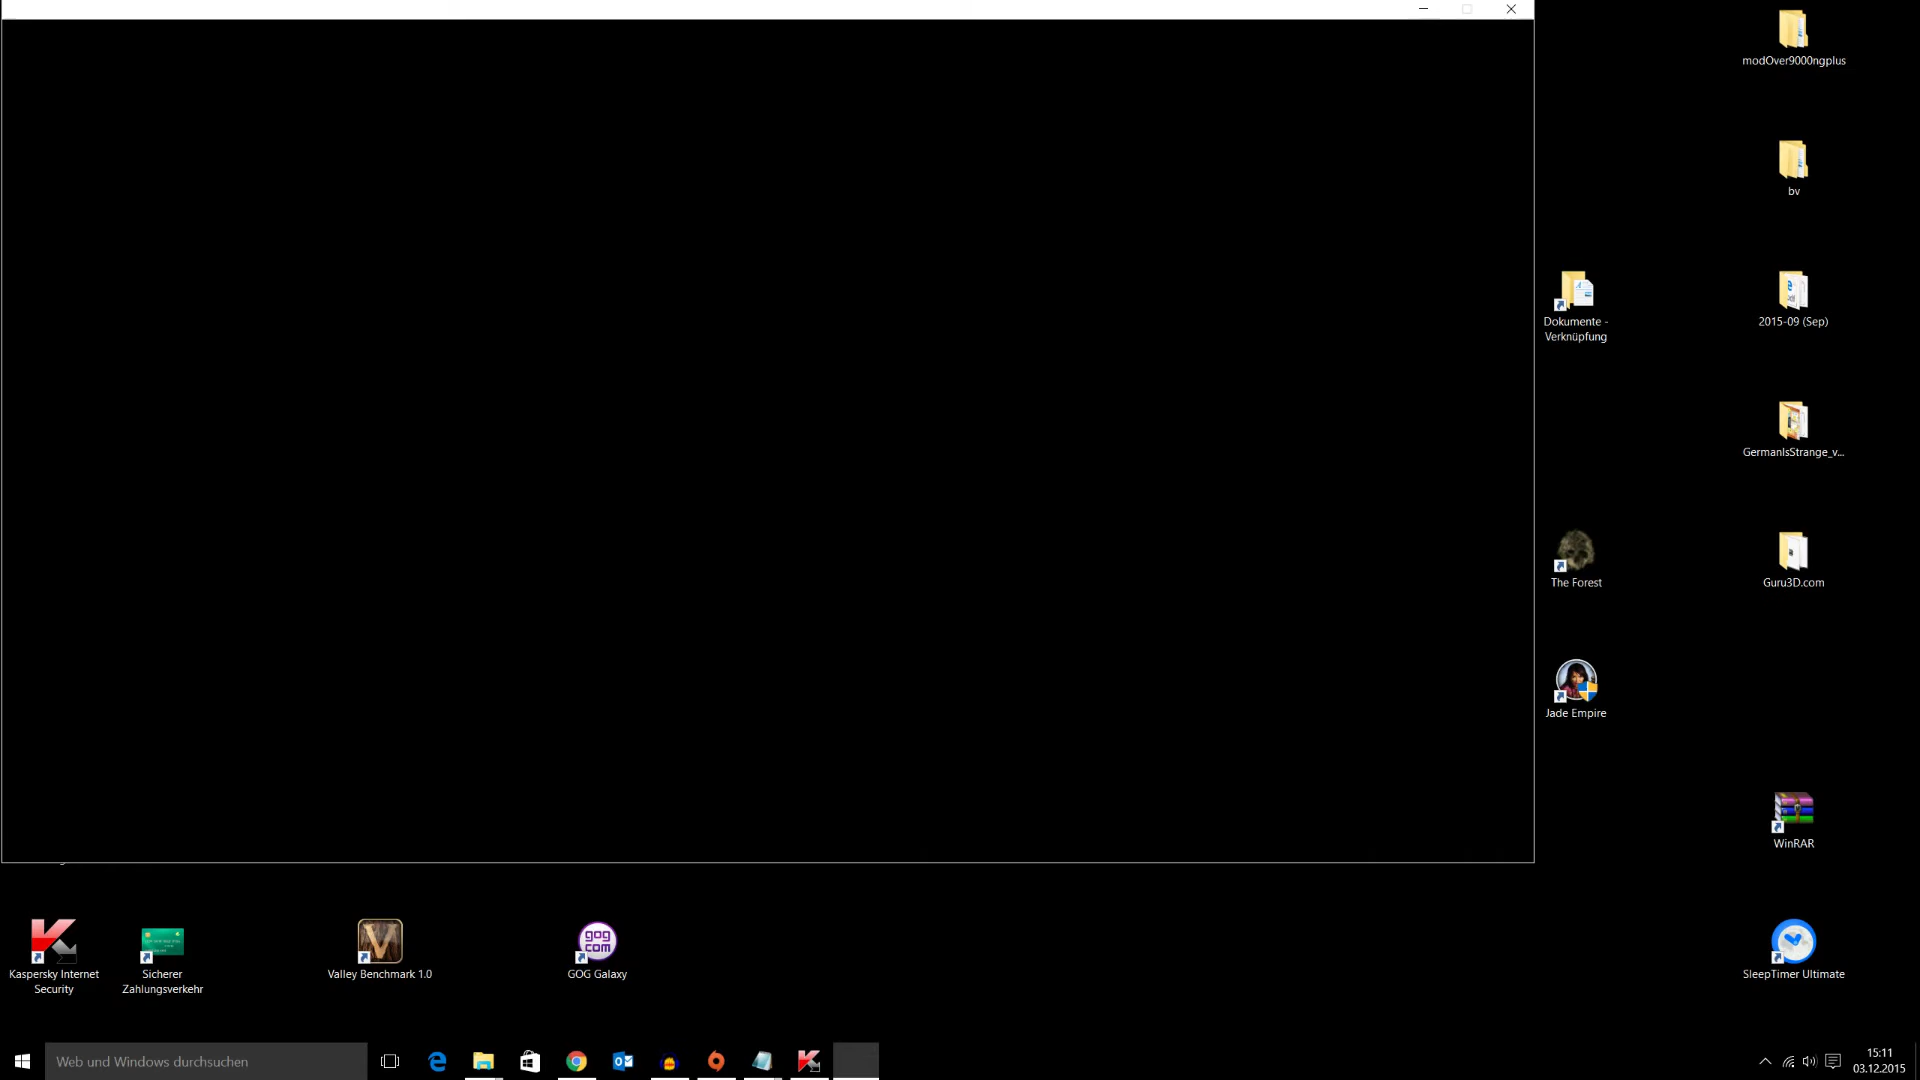 modOver9000ngplus
bv
Dokumente -
Verknüpfung
2015-09 (Sep)
GermanIsStrange_v...
The Forest
Guru3D.com
Jade Empire
WinRAR
Kaspersky Internet
Security
Sicherer
Zahlungsverkehr
Valley Benchmark 1.0
gog
com
GOG Galaxy
SleepTimer Ultimate
Web und Windows durchsuchen
15:11
03.12.2015